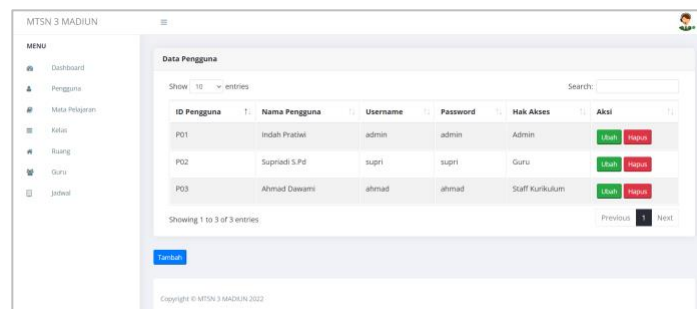 MTSN 3 MADIUN
MENU
Dashboard
Pengguna
Mata Pelajaran
Kelas
Ruang
Guru
Jadwal
Data Pengguna
Show 10 entries
Search:
ID Pengguna Nama Pengguna Username Password Hak Akses Aksi
P01 Indah Pratiwi admin admin Admin Ubah Hapus
P02 Supriadi S.Pd supri supri Guru Ubah Hapus
P03 Ahmad Dawami ahmad ahmad Staff Kurikulum Ubah Hapus
Showing 1 to 3 of 3 entries
Previous 1 Next
Tambah
Copyright © MTSN 3 MADIUN 2022